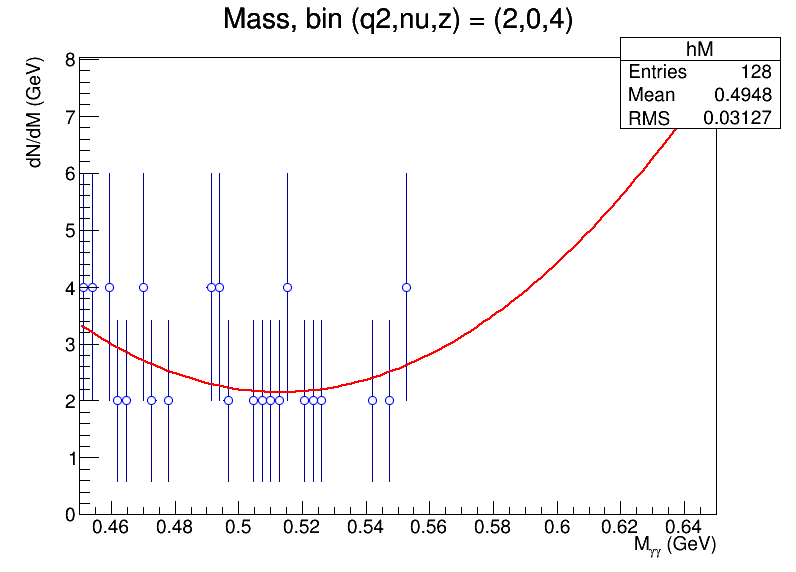 Mass, bin (q2,nu,z) = (2,0,4)
hM
Entries 128
Mean 0.4948
RMS 0.03127
dN/dM (GeV)
8
7
6
5
4
3
2
1
0
0.46 0.48 0.5 0.52 0.54 0.56 0.58 0.6 0.62 0.64
Mγγ (GeV)